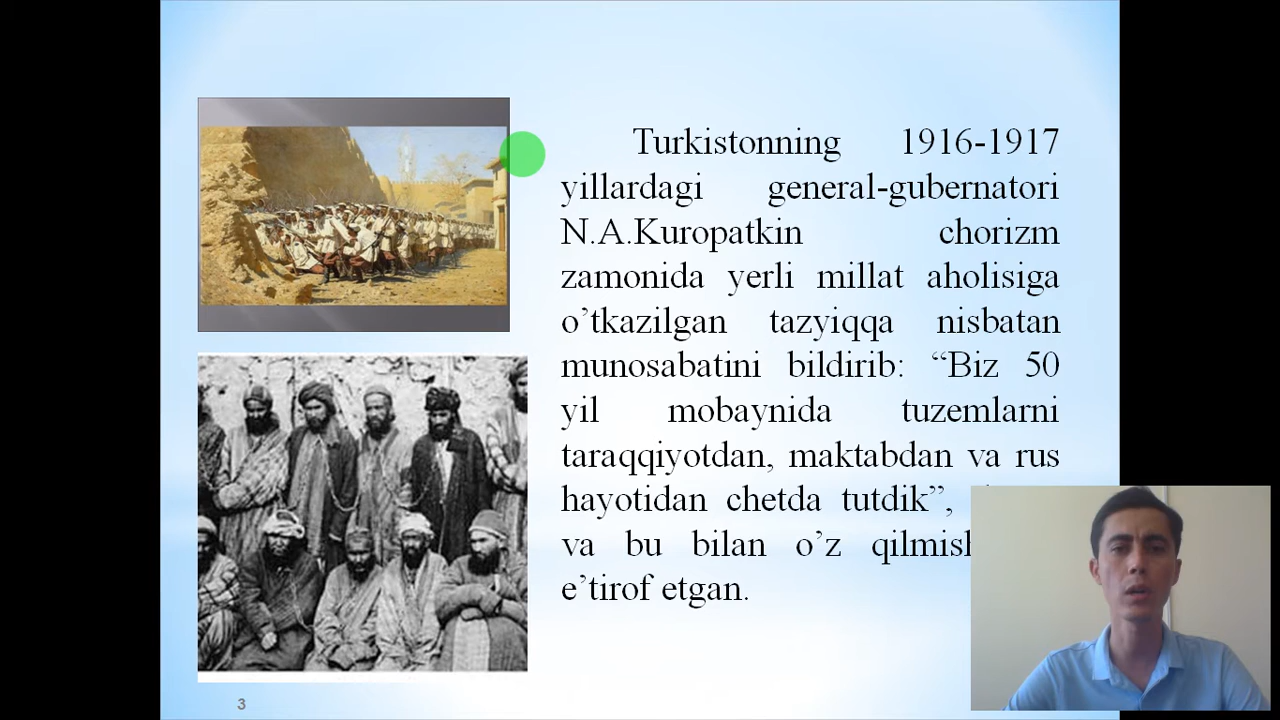 Turkistonning 1916-1917
yillardagi general-gubernatori
N.A.Kuropatkin chorizm
zamonida yerli millat aholisiga
o’tkazilgan tazyiqqa nisbatan
munosabatini bildirib: “Biz 50
yil mobaynida tuzemlarni
taraqqiyotdan, maktabdan va rus
hayotidan chetda tutdik”,
va bu bilan o’z
e’tirof etgan.
3